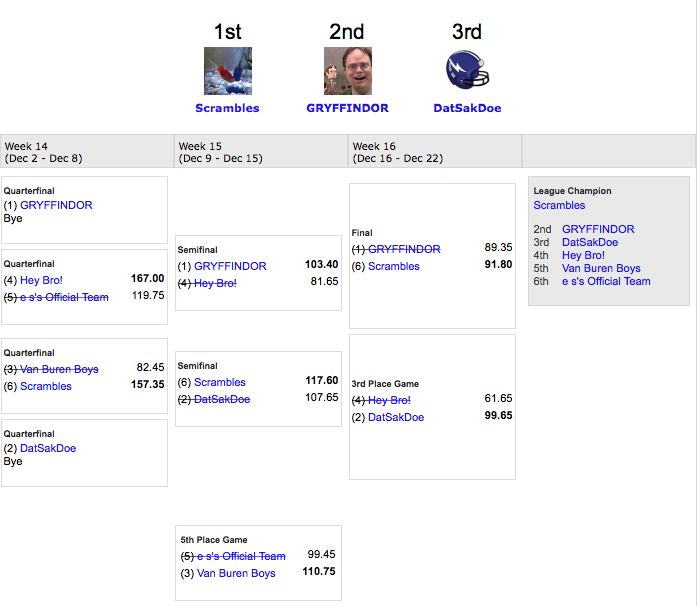 1st 2nd 3rd
Scrambles GRYFFINDOR DatSakDoe
Week 14 Week 15 Week 16
(Dec 2 - Dec 8) (Dec 9 - Dec 15) (Dec 16 - Dec 22)
Quarterfinal
(1) GRYFFINDOR
Bye
Quarterfinal
(4) Hey Bro! 167.00
(5) e s's Official Team 119.75
Quarterfinal
(3) Van Buren Boys 82.45
(6) Scrambles 157.35
Quarterfinal
(2) DatSakDoe
Bye
Semifinal
(1) GRYFFINDOR 103.40
(4) Hey Bro! 81.65
Semifinal
(6) Scrambles 117.60
(2) DatSakDoe 107.65
5th Place Game
(5) e s's Official Team 99.45
(3) Van Buren Boys 110.75
Final
(1) GRYFFINDOR 89.35
(6) Scrambles 91.80
3rd Place Game
(4) Hey Bro! 61.65
(2) DatSakDoe 99.65
League Champion
Scrambles
2nd GRYFFINDOR
3rd DatSakDoe
4th Hey Bro!
5th Van Buren Boys
6th e s's Official Team